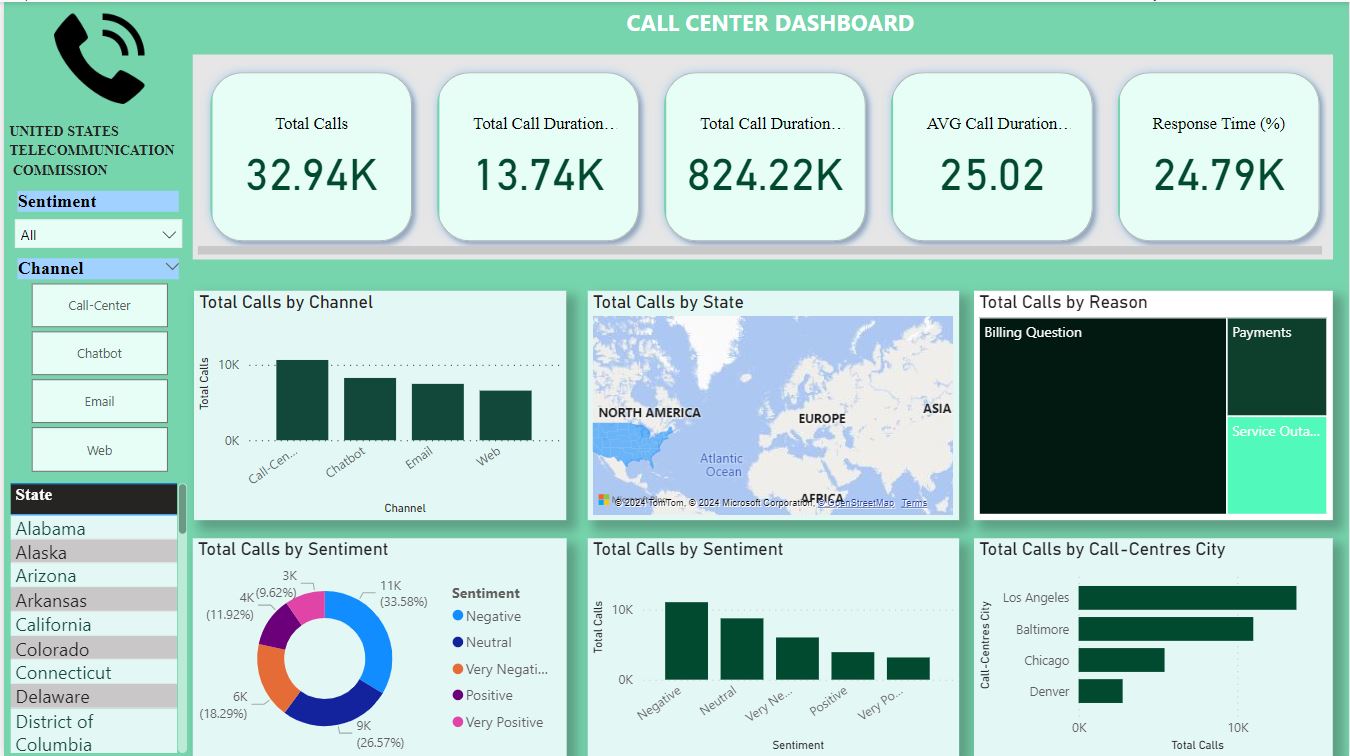 CALL CENTER DASHBOARD
UNITED STATES
TELECOMMUNICATION
COMMISSION
Sentiment
All
Channel
Call-Center
Chatbot
Email
Web
State
Alabama
Alaska
Arizona
Arkansas
California
Colorado
Connecticut
Delaware
District of
Columbia
Total Calls
32.94K
Total Call Duration…
13.74K
Total Call Duration…
824.22K
AVG Call Duration…
25.02
Response Time (%)
24.79K
Total Calls by Channel
Total Calls
10K
0K
Call-Cen...
Chatbot
Email
Web
Channel
Total Calls by State
NORTH AMERICA
EUROPE
ASIA
Atlantic
Ocean
AFRICA
© 2024 TomTom, © 2024 Microsoft Corporation, © OpenStreetMap Terms
Total Calls by Reason
Billing Question
Payments
Service Outa...
Total Calls by Sentiment
3K
(9.62%)
4K
(11.92%)
6K
(18.29%)
11K
(33.58%)
9K
(26.57%)
Sentiment
Negative
Neutral
Very Negati...
Positive
Very Positive
Total Calls by Sentiment
Total Calls
10K
0K
Negative
Neutral
Very Ne...
Positive
Very Po...
Sentiment
Total Calls by Call-Centres City
Call-Centres City
Los Angeles
Baltimore
Chicago
Denver
0K
10K
Total Calls